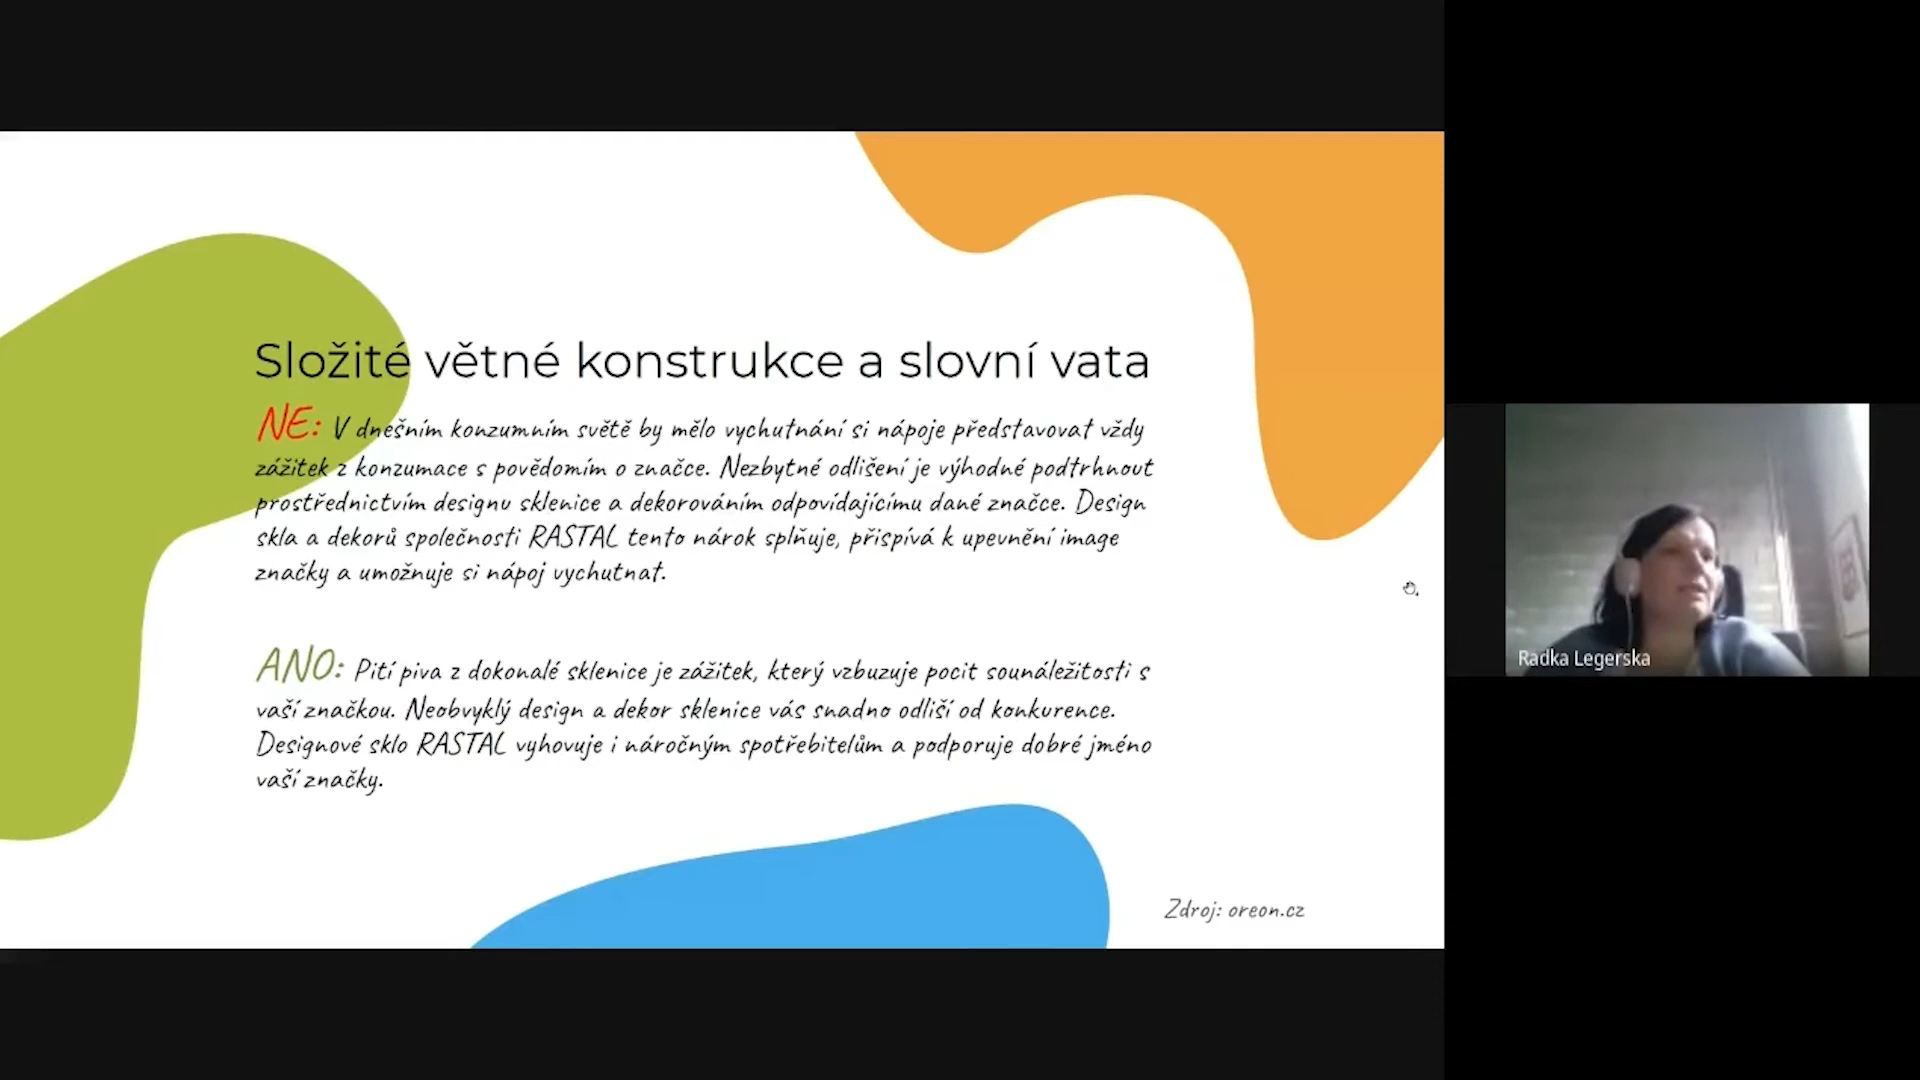 Složité větné konstrukce a slovní vata
NE: V dnešním konzumním světě by mělo vychutnání si nápoje představovat vždy
zážitek z konzumace s povědomím o značce. Nezbytné odlišení je výhodné podtrhnout
prostřednictvím designu sklenice a dekorováním odpovídajícímu dané značce. Design
skla a dekorů společnosti RASTAL tento nárok splňuje, přispívá k upevnění image
značky a umožnuje si nápoj vychutnat.
ANO: Pití piva z dokonalé sklenice je zážitek, který vzbuzuje pocit sounáležitosti s
vaší značkou. Neobvyklý design a dekor sklenice vás snadno odliší od konkurence.
Designové sklo RASTAL vyhovuje i náročným spotřebitelům a podporuje dobré jméno
vaší značky.
Zdroj: oreon.cz
Radka Legerska